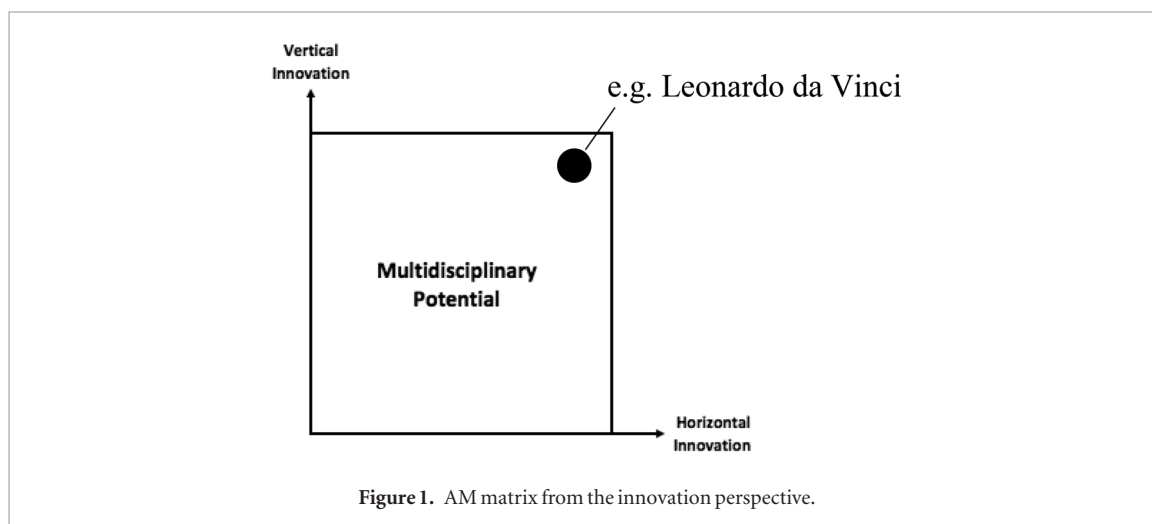 Vertical
Innovation
e.g. Leonardo da Vinci
Multidisciplinary
Potential
Horizontal
Innovation
Figure 1. AM matrix from the innovation perspective.